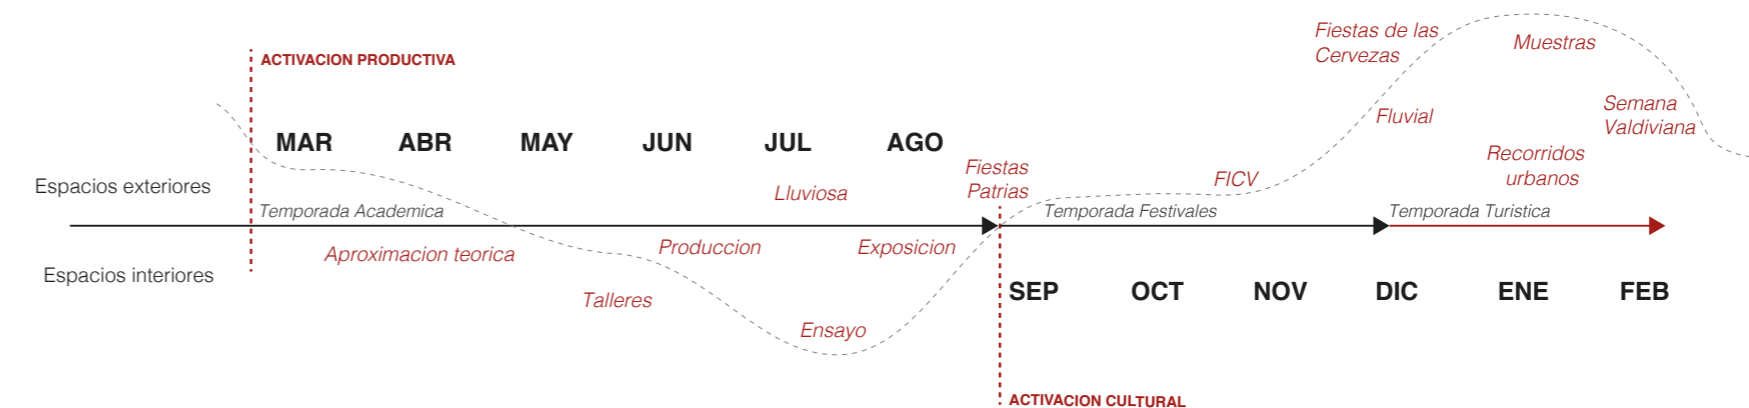 Fiestas de las
Cervezas
Muestras
ACTIVACION PRODUCTIVA
Semana
Valdiviana
Fluvial
MAR ABR MAY JUN JUL AGO
Recorridos
urbanos
Fiestas
Patrias
FICV
Espacios exteriores
Lluviosa
Temporada Academica
Temporada Festivales
Temporada Turistica
Aproximacion teorica
Produccion
Exposicion
Espacios interiores
Talleres
SEP OCT NOV DIC ENE FEB
Ensayo
ACTIVACION CULTURAL